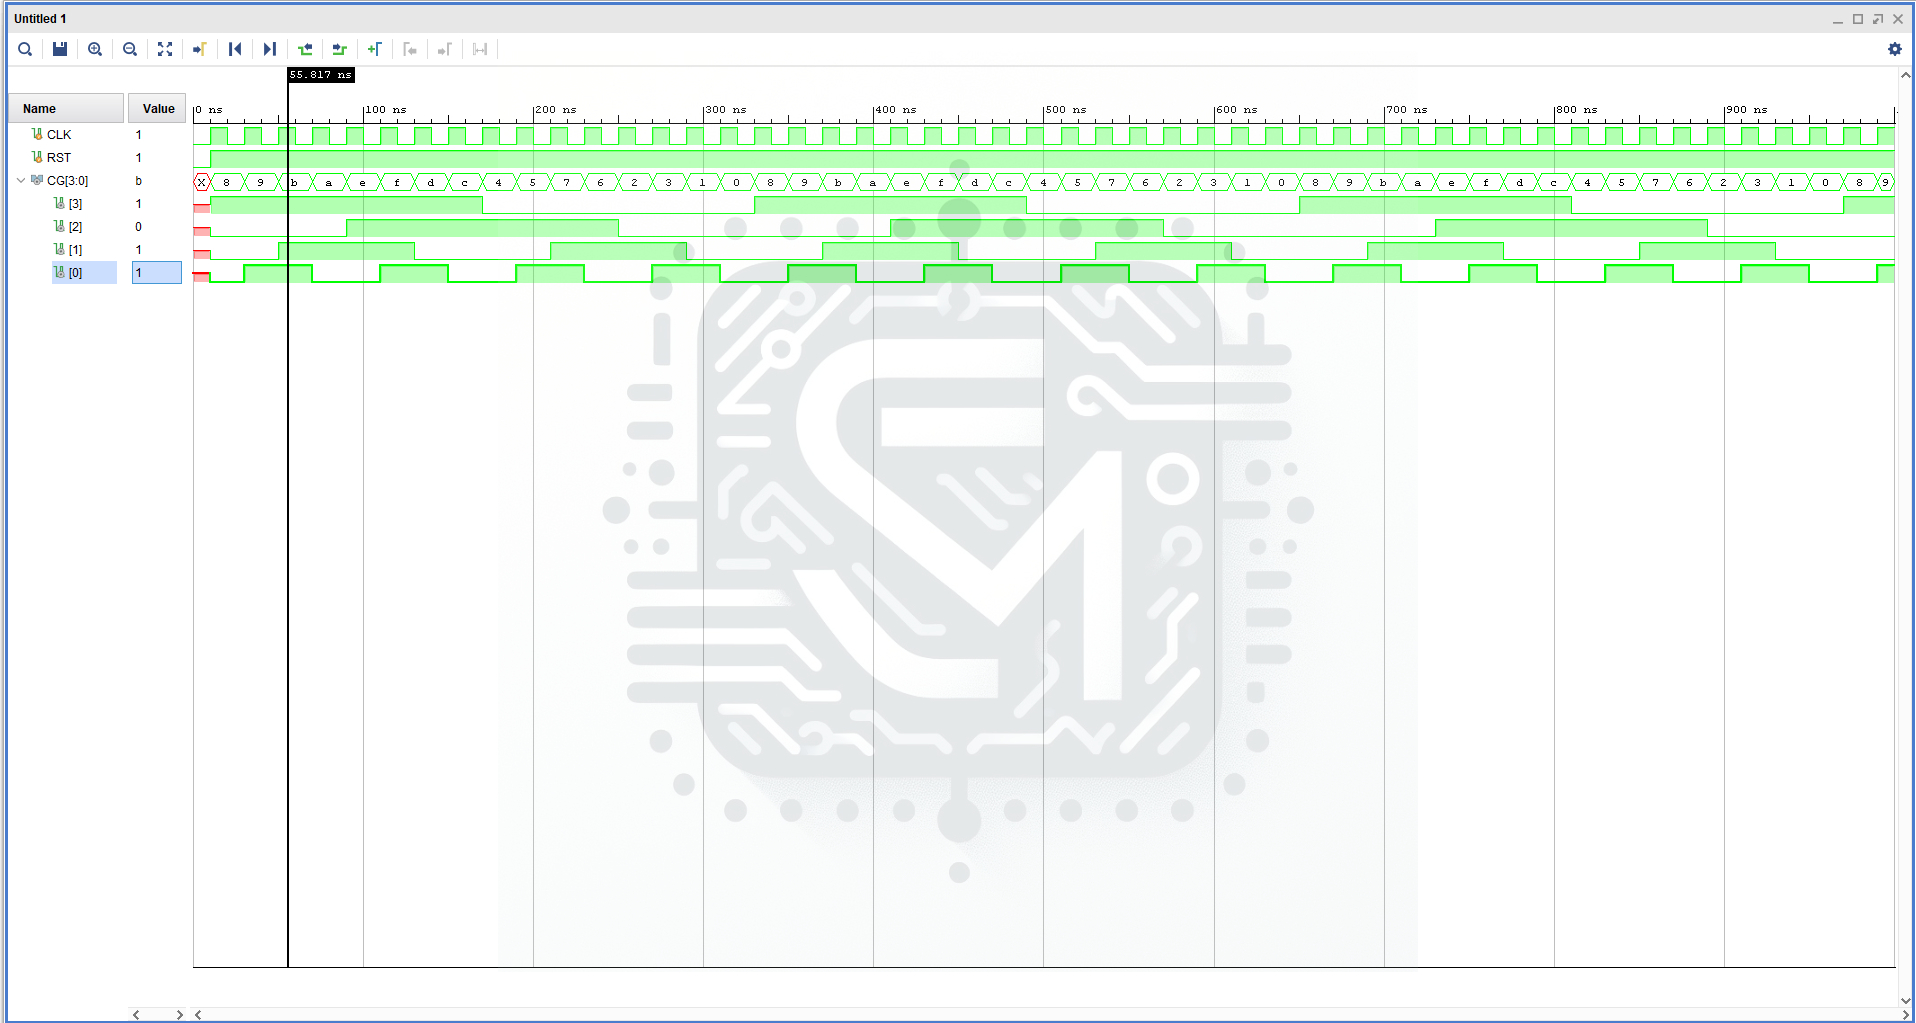 Untitled 1
55.817 ns
Name Value 0 ns 100 ns 200 ns 300 ns 400 ns 500 ns 600 ns 700 ns 800 ns 900 ns
CLK 1
RST 1
CG[3:0] b X 8 9 b a e f d c 4 5 7 6 2 3 1 0 8 9 b a e f d c 4 5 7 6 2 3 1 0 8 9 b a e f d c 4 5 7 6 2 3 1 0 8 9
[3] 1
[2] 0
[1] 1
[0] 1